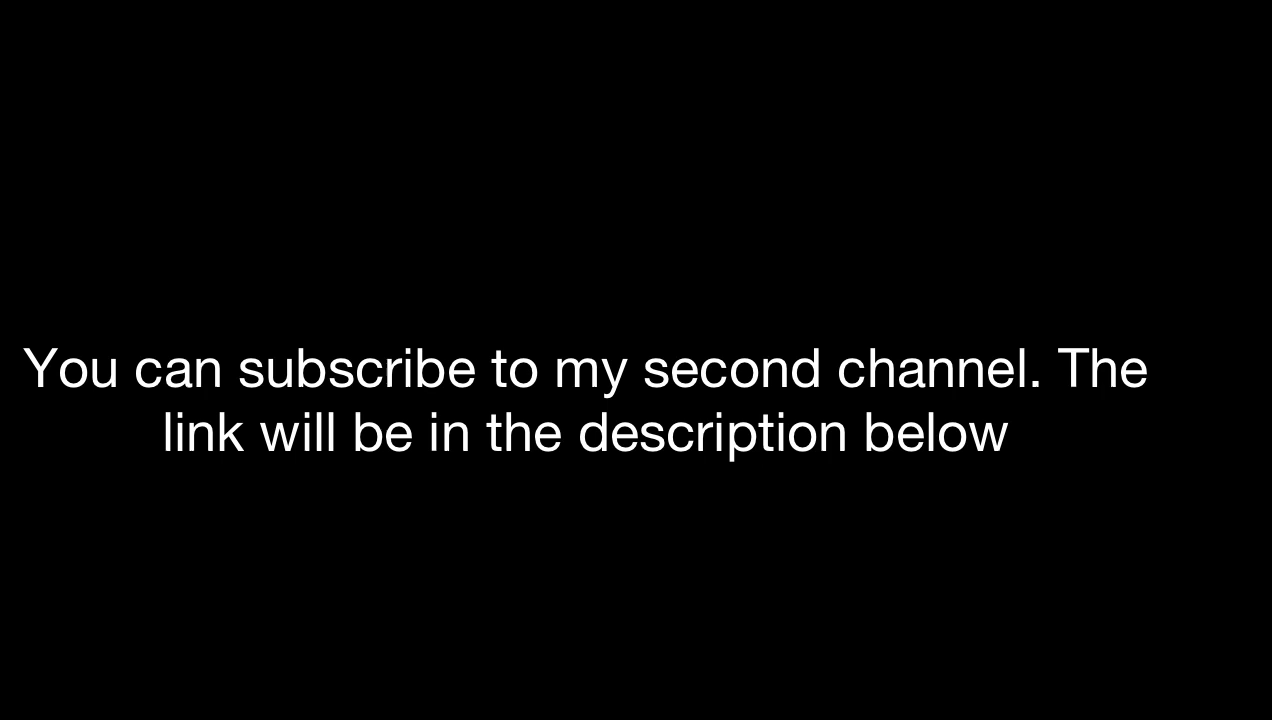 You can subscribe to my second channel. The
link will be in the description below